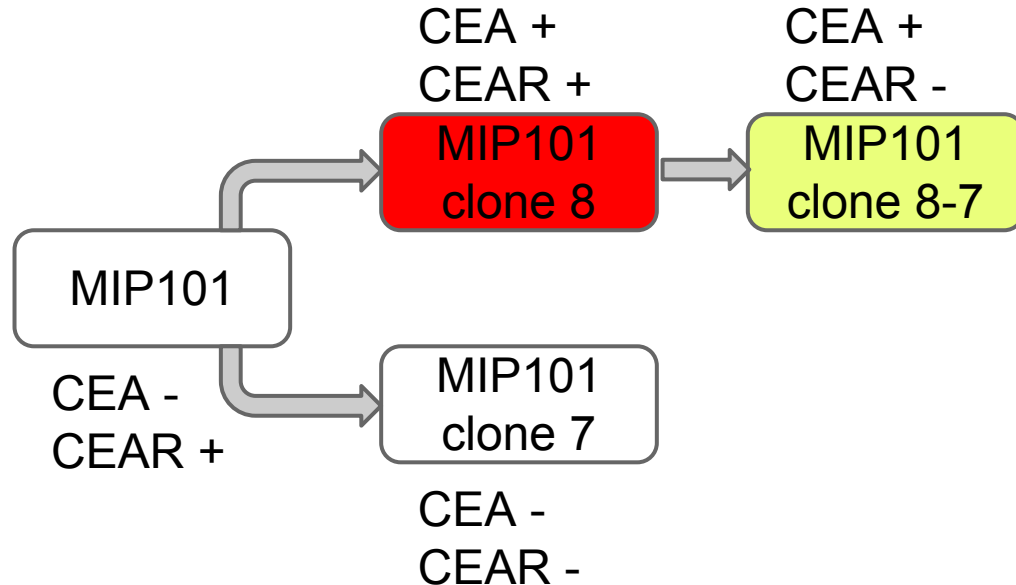 CEA +
CEAR +
MIP101
clone 8
CEA +
CEAR -
MIP101
clone 8-7
MIP101
CEA -
CEAR +
MIP101
clone 7
CEA -
CEAR -